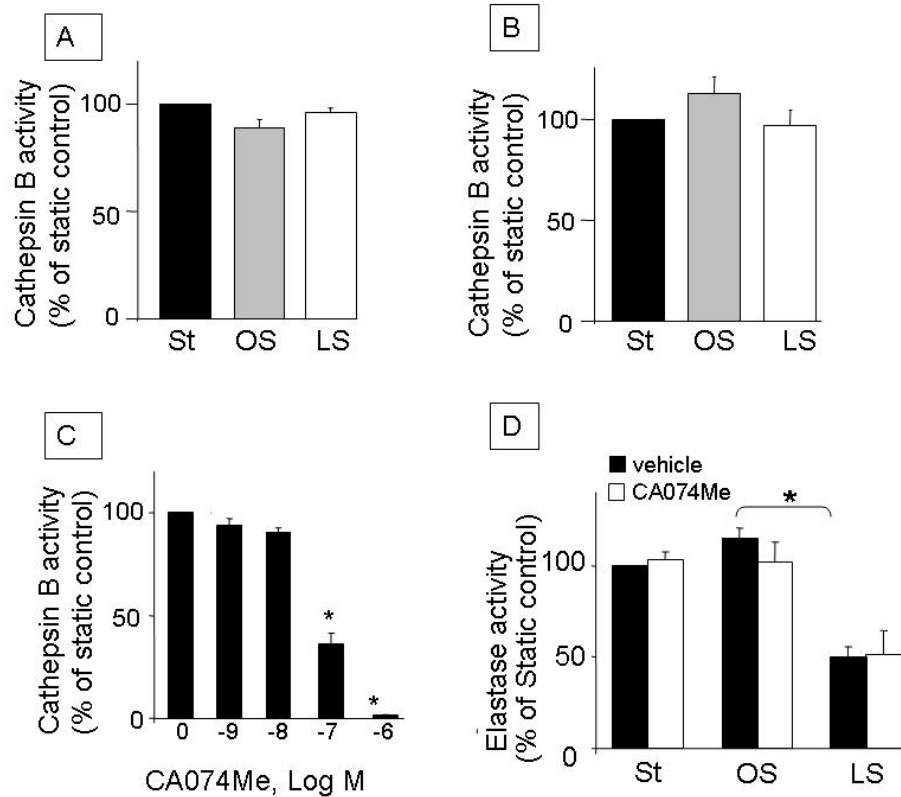 A
Cathepsin B activity
(% of static control)
100
50
0
St OS LS
B
Cathepsin B activity
(% of static control)
100
50
0
St OS LS
C
Cathepsin B activity
(% of static control)
100
50
0
*
*
0 -9 -8 -7 -6
CA074Me, Log M
D
vehicle
CA074Me
*
Elastase activity
(% of Static control)
100
50
0
St OS LS